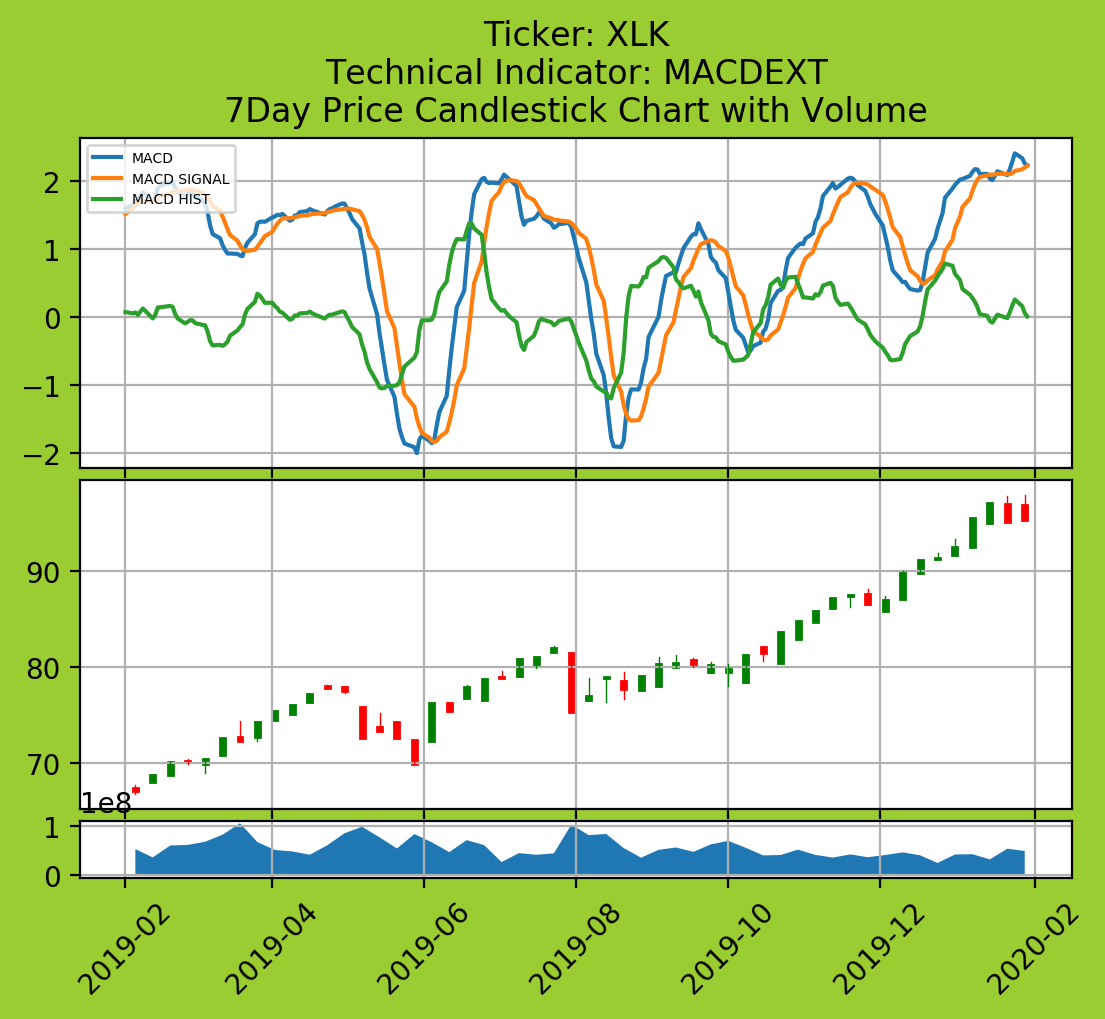 Ticker: XLK
Technical Indicator: MACDEXT
7Day Price Candlestick Chart with Volume
MACD
MACD SIGNAL
MACD HIST
2
1
0
−1
−2
90
80
70
1e8
1
0
2019-02
2019-04
2019-06
2019-08
2019-10
2019-12
2020-02